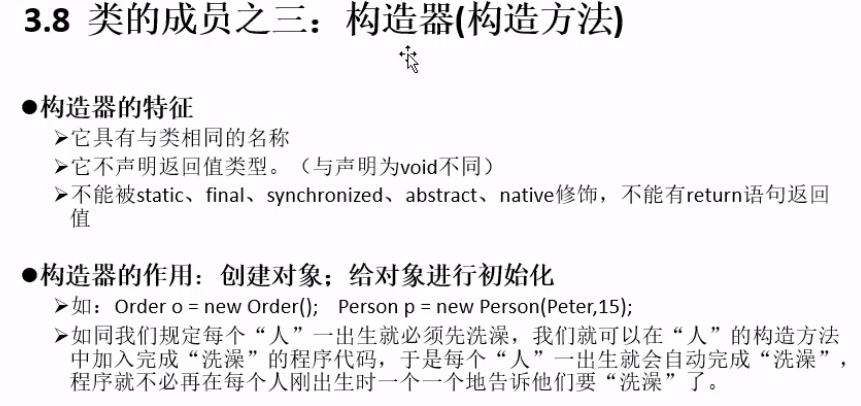 3.8 类的成员之三：构造器(构造方法)
●构造器的特征
➢它具有与类相同的名称
➢它不声明返回值类型。（与声明为void不同）
➢不能被static、final、synchronized、abstract、native修饰，不能有return语句返回
值
●构造器的作用：创建对象；给对象进行初始化
➢如：Order o = new Order(); Person p = new Person(Peter,15);
➢如同我们规定每个“人”一出生就必须先洗澡，我们就可以在“人”的构造方法
中加入完成“洗澡”的程序代码，于是每个“人”一出生就会自动完成“洗澡”，
程序就不必再在每个人刚出生时一个一个地告诉他们要“洗澡”了。